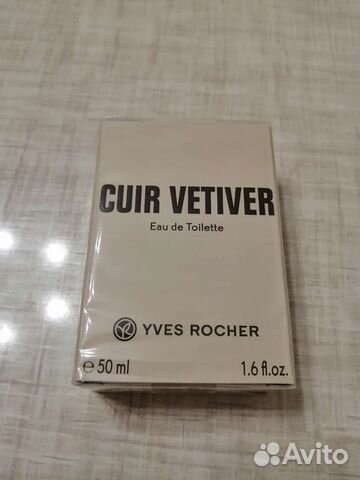 CUIR VETIVER
Eau de Toilette
YVES ROCHER
e 50 ml 1.6 fl.oz.
Avito